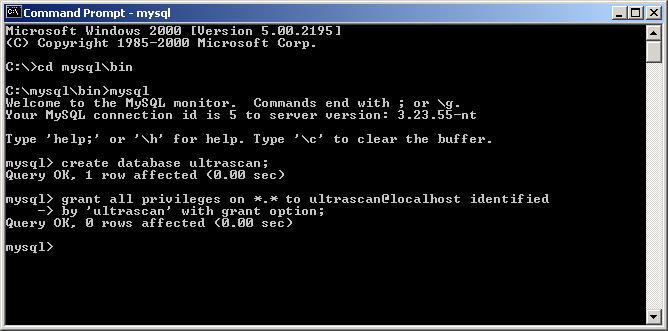 Command Prompt - mysql
Microsoft Windows 2000 [Version 5.00.2195]
(C) Copyright 1985-2000 Microsoft Corp.
C:\>cd mysql\bin
C:\mysql\bin>mysql
Welcome to the MySQL monitor.  Commands end with ; or \g.
Your MySQL connection id is 5 to server version: 3.23.55-nt
Type 'help;' or '\h' for help. Type '\c' to clear the buffer.
mysql> create database ultrascan;
Query OK, 1 row affected (0.00 sec)
mysql> grant all privileges on *.* to ultrascan@localhost identified
    -> by 'ultrascan' with grant option;
Query OK, 0 rows affected (0.00 sec)
mysql>